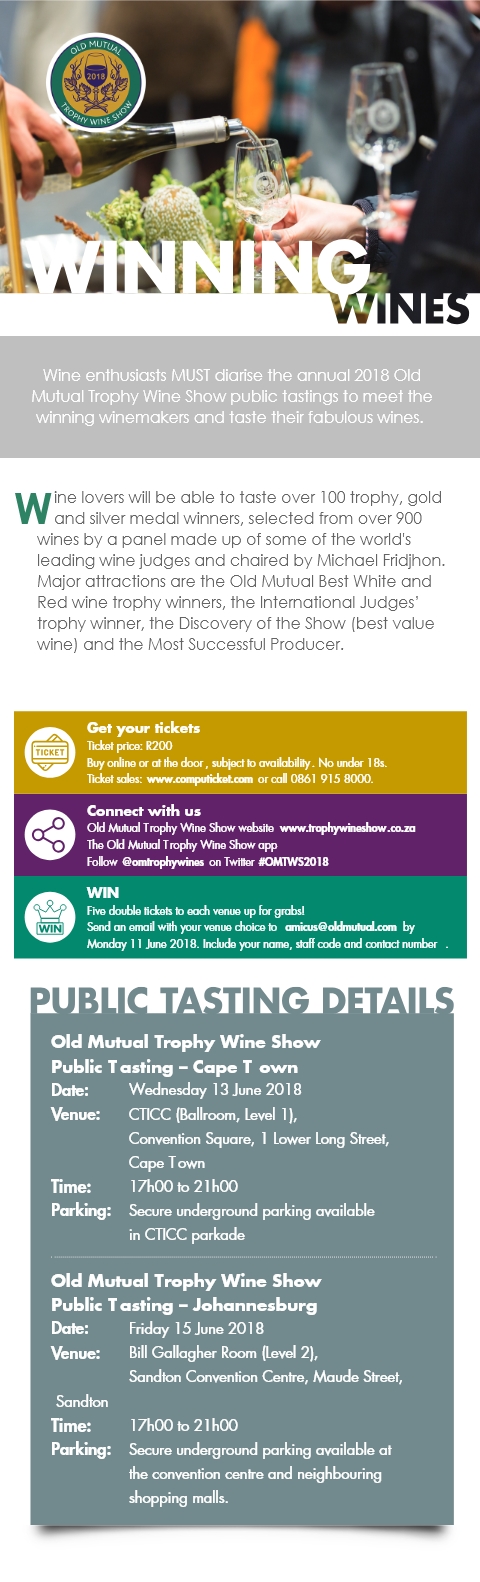 OLD MUTUAL
2018
TROPHY WINE SHOW
WINNING
WINES
Wine enthusiasts MUST diarise the annual 2018 Old
Mutual Trophy Wine Show public tastings to meet the
winning winemakers and taste their fabulous wines.
Wine lovers will be able to taste over 100 trophy, gold
and silver medal winners, selected from over 900
wines by a panel made up of some of the world's
leading wine judges and chaired by Michael Fridjhon.
Major attractions are the Old Mutual Best White and
Red wine trophy winners, the International Judges'
trophy winner, the Discovery of the Show (best value
wine) and the Most Successful Producer.
TICKET
Get your tickets
Ticket price: R200
Buy online or at the door , subject to availability . No under 18s.
Ticket sales: www.computicket.com or call 0861 915 8000.
Connect with us
Old Mutual Trophy Wine Show website www.trophywineshow.co.za
The Old Mutual Trophy Wine Show app
Follow @omtrophywines on Twitter #OMTWS2018
WIN
WIN
Five double tickets to each venue up for grabs!
Send an email with your venue choice to amicus@oldmutual.com by
Monday 11 June 2018. Include your name, staff code and contact number .
PUBLIC TASTING DETAILS
Old Mutual Trophy Wine Show
Public Tasting – Cape T own
Date: Wednesday 13 June 2018
Venue: CTICC (Ballroom, Level 1),
Convention Square, 1 Lower Long Street,
Cape Town
Time: 17h00 to 21h00
Parking: Secure underground parking available
in CTICC parkade
Old Mutual Trophy Wine Show
Public Tasting – Johannesburg
Date: Friday 15 June 2018
Venue: Bill Gallagher Room (Level 2),
Sandton Convention Centre, Maude Street,
Sandton
Time: 17h00 to 21h00
Parking: Secure underground parking available at
the convention centre and neighbouring
shopping malls.